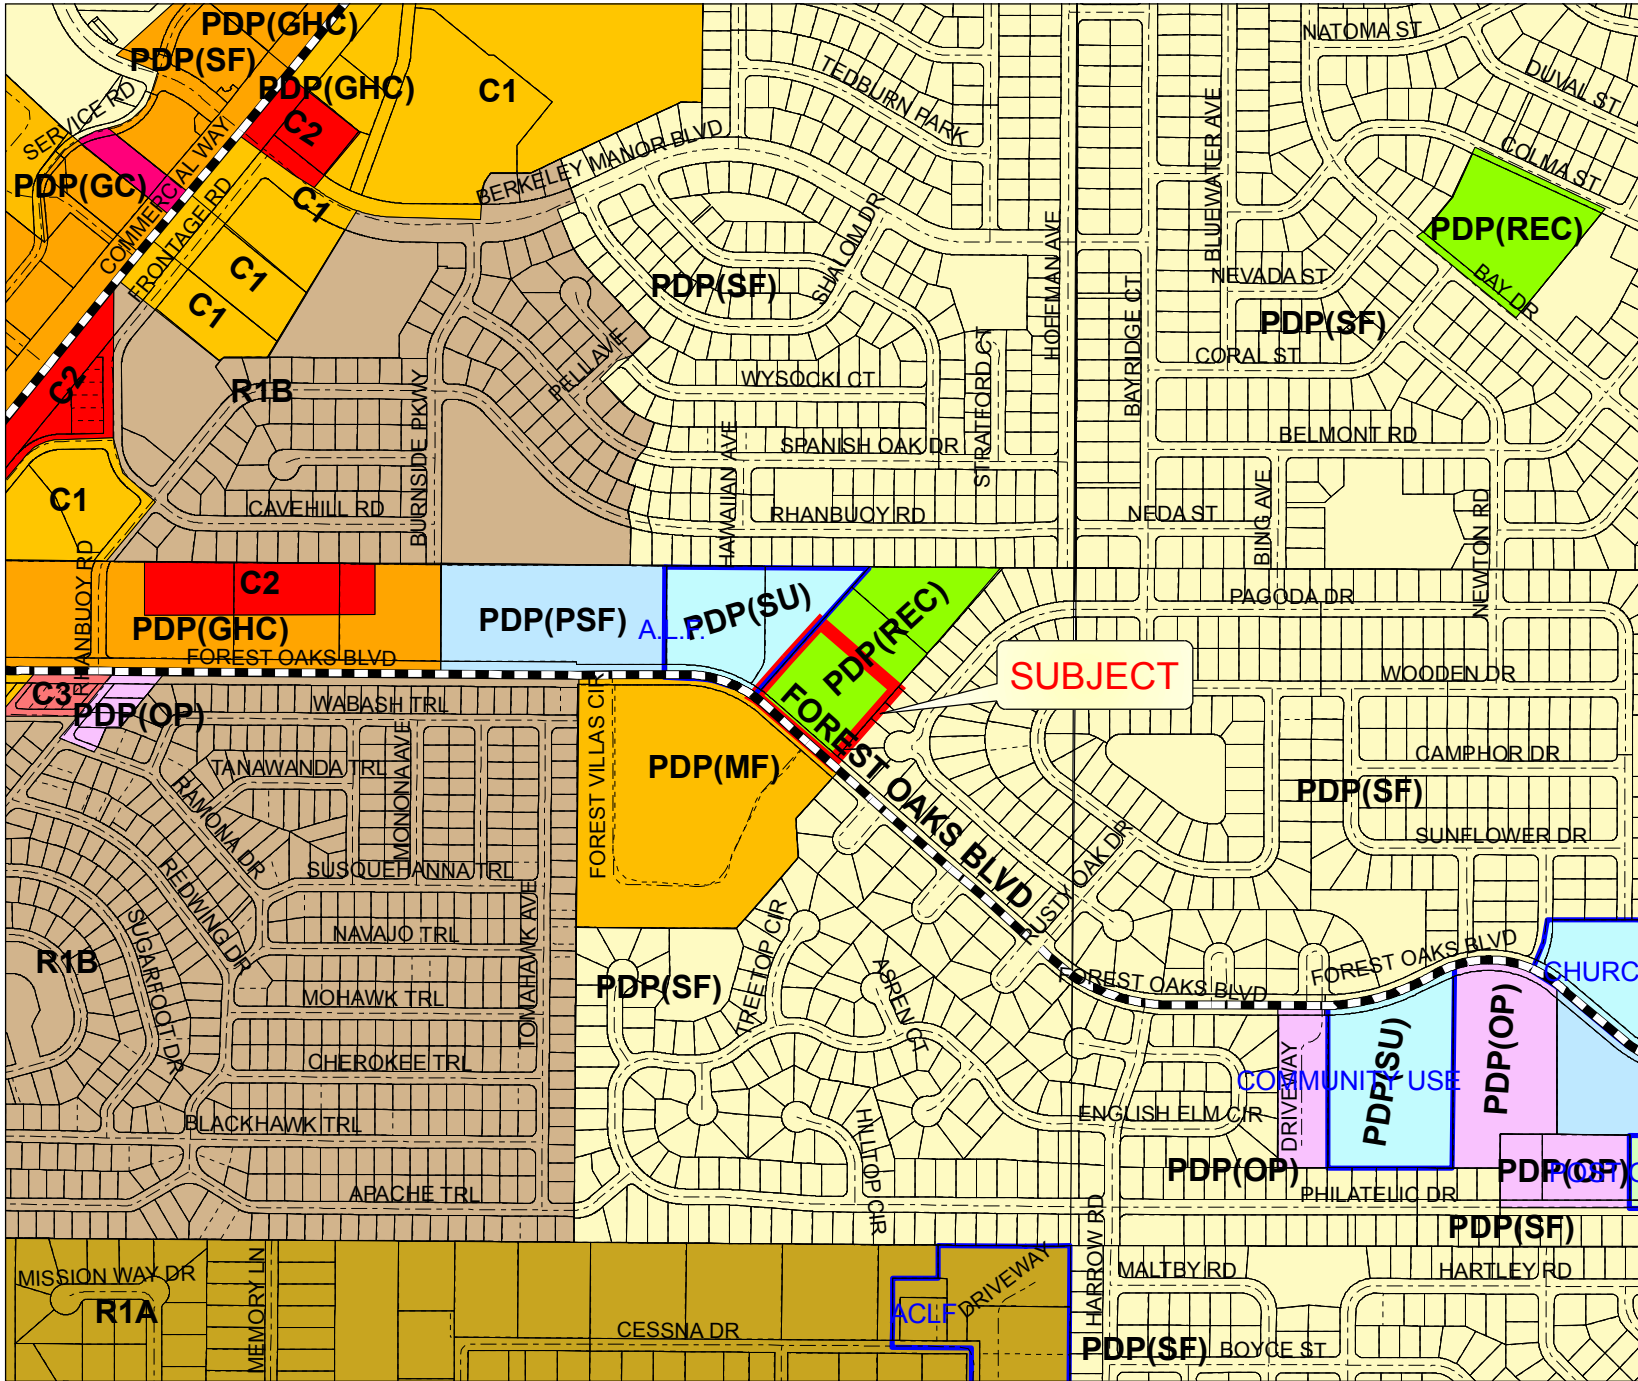 PDP(GHC)
PDP(SF)
PDP(GHC)
C1
C2
SERVICE RD
PDP(GC)
COMMERCIAL WAY
FRONTAGE RD
C1
C1
C1
BERKELEY MANOR BLVD
TEDBURN PARK
NATOMA ST
DUVAL ST
COLMA ST
BLUEWATER AVE
PDP(REC)
BAY DR
SHALOM DR
HOFFMAN AVE
NEVADA ST
PDP(SF)
PDP(SF)
BAYRIDGE CT
CORAL ST
C2
R1B
PELL AVE
WYSOCKI CT
STRATFORD CT
BURNSIDE PKWY
SPANISH OAK DR
BELMONT RD
HAWAIIAN AVE
C1
CAVEHILL RD
RHANBUOY RD
NEDA ST
BING AVE
NEWTON RD
RHANBUOY RD
C2
PDP(GHC)
PDP(PSF)
A.L.F.
PDP(SU)
PDP(REC)
PDP(REC)
PAGODA DR
FOREST OAKS BLVD
SUBJECT
WOODEN DR
C3
PDP(OP)
WABASH TRL
FOREST VILLAS CIR
FOREST OAKS BLVD
TANAWANDA TRL
MONONA AVE
PDP(MF)
CAMPHOR DR
PDP(SF)
RAMONA DR
SUNFLOWER DR
REDWING DR
SUSQUEHANNA TRL
RUSTY OAK DR
SUGARFOOT DR
TOMAHAWK AVE
NAVAJO TRL
TREETOP CIR
R1B
PDP(SF)
ASPEN CT
FOREST OAKS BLVD
FOREST OAKS BLVD
CHURC
MOHAWK TRL
CHEROKEE TRL
DRIVEWAY
COMMUNITY USE
PDP(SU)
PDP(OP)
BLACKHAWK TRL
HILLTOP CIR
ENGLISH ELM CIR
PDP(OP)
PDP(OP)
APACHE TRL
PHILATELIC DR
HARROW RD
PDP(SF)
MISSION WAY DR
R1A
MEMORY LN
DRIVEWAY
ACLF
MALTBY RD
HARTLEY RD
CESSNA DR
PDP(SF)
BOYCE ST